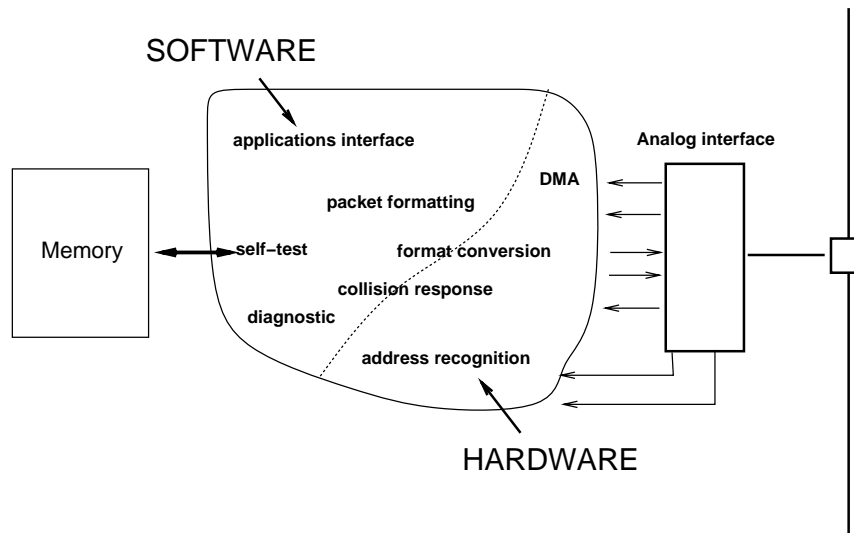 SOFTWARE
applications interface
Analog interface
DMA
packet formatting
Memory
self–test
format conversion
collision response
diagnostic
address recognition
HARDWARE